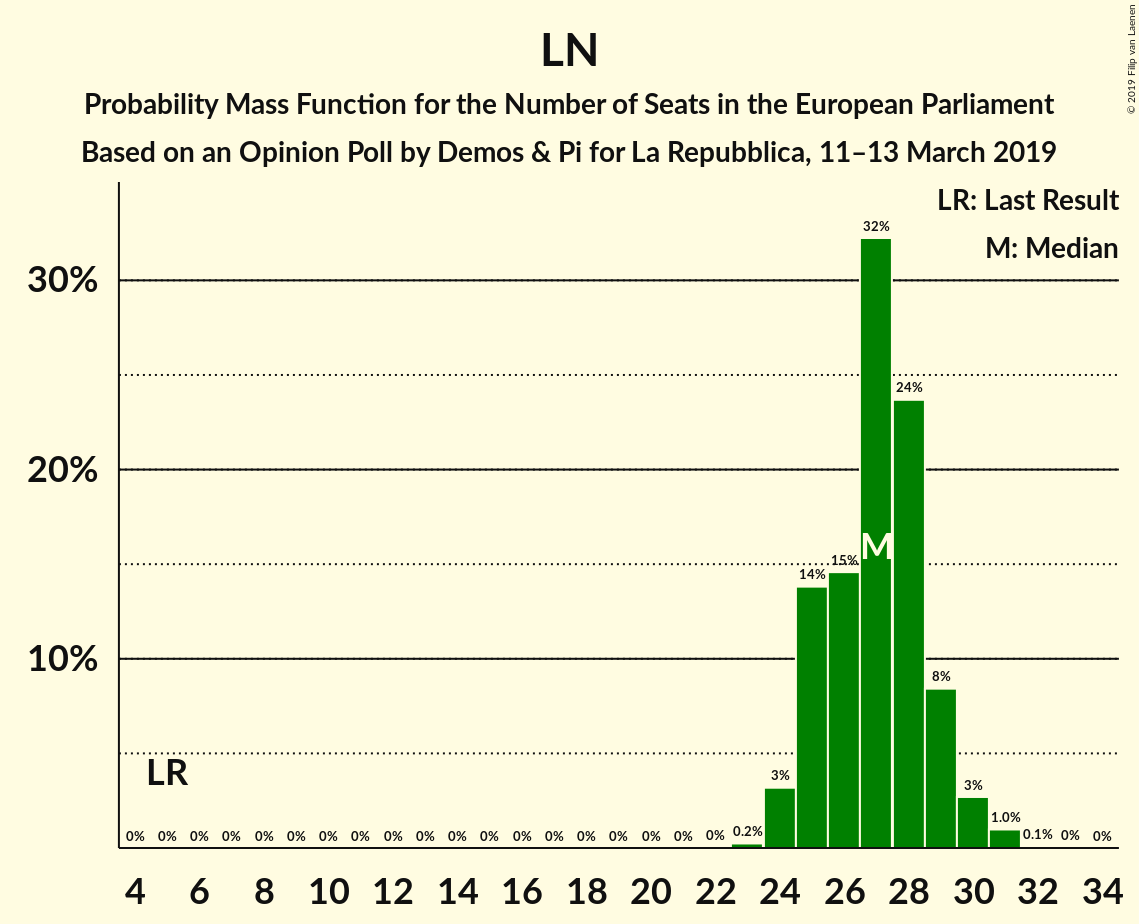 LN
Probability Mass Function for the Number of Seats in the European Parliament
Based on an Opinion Poll by Demos & Pi for La Repubblica, 11–13 March 2019
© 2019 Filip van Laenen
LR: Last Result
M: Median
30%
20%
10%
LR
M
0% 0% 0% 0% 0% 0% 0% 0% 0% 0% 0% 0% 0% 0% 0% 0% 0% 0% 0% 0.2% 3% 14% 15% 32% 24% 8% 3% 1.0% 0.1% 0% 0%
4 6 8 10 12 14 16 18 20 22 24 26 28 30 32 34